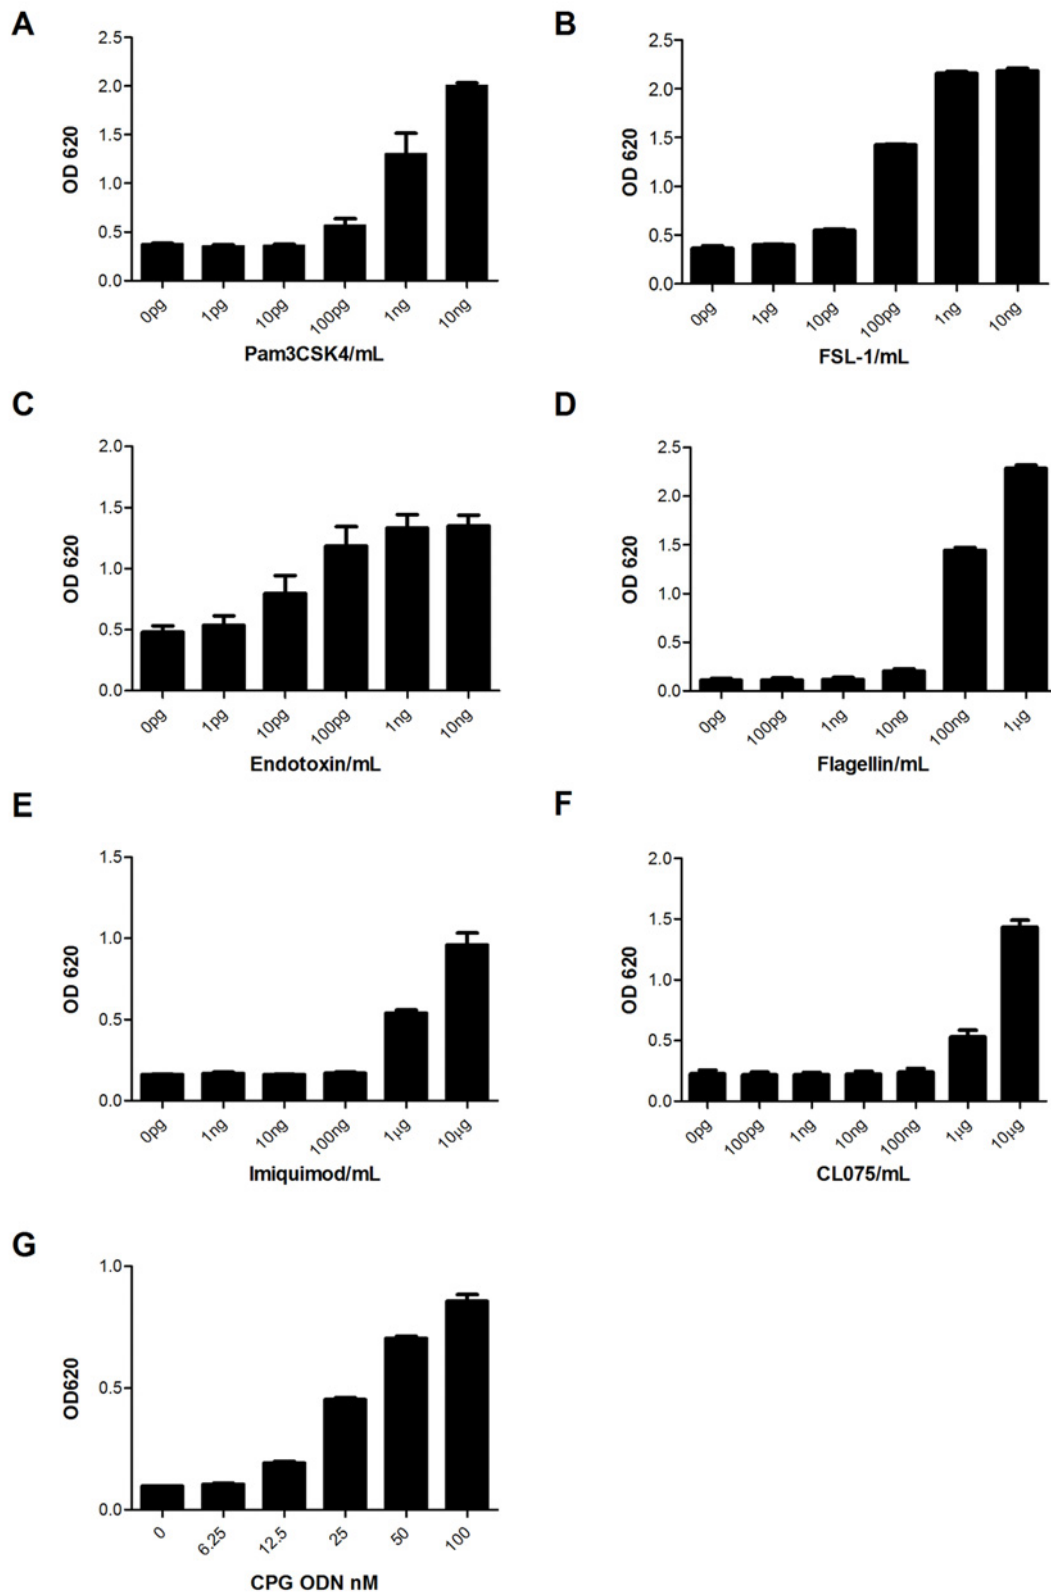 A
2.5
2.0
1.5
1.0
0.5
0.0
OD 620
0pg
1pg
10pg
100pg
1ng
10ng
Pam3CSK4/mL
B
2.5
2.0
1.5
1.0
0.5
0.0
OD 620
0pg
1pg
10pg
100pg
1ng
10ng
FSL-1/mL
C
2.0
1.5
1.0
0.5
0.0
OD 620
0pg
1pg
10pg
100pg
1ng
10ng
Endotoxin/mL
D
2.5
2.0
1.5
1.0
0.5
0.0
OD 620
0pg
100pg
1ng
10ng
100ng
1µg
Flagellin/mL
E
1.5
1.0
0.5
0.0
OD 620
0pg
1ng
10ng
100ng
1µg
10µg
Imiquimod/mL
F
2.0
1.5
1.0
0.5
0.0
OD 620
0pg
100pg
1ng
10ng
100ng
1µg
10µg
CL075/mL
G
1.0
0.5
0.0
OD620
0
6.25
12.5
25
50
100
CPG ODN nM